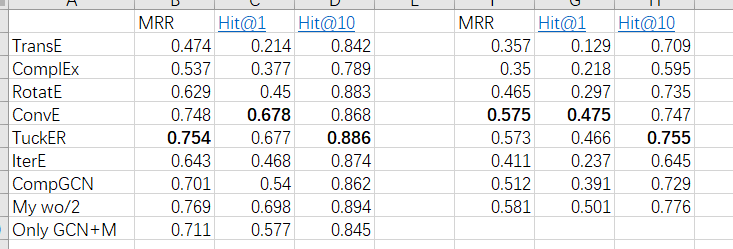 MRR Hit@1 Hit@10 MRR Hit@1 Hit@10
TransE 0.474 0.214 0.842 0.357 0.129 0.709
ComplEx 0.537 0.377 0.789 0.35 0.218 0.595
RotatE 0.629 0.45 0.883 0.465 0.297 0.735
ConvE 0.748 0.678 0.868 0.575 0.475 0.747
TuckER 0.754 0.677 0.886 0.573 0.466 0.755
IterE 0.643 0.468 0.874 0.411 0.237 0.645
CompGCN 0.701 0.54 0.862 0.512 0.391 0.729
My wo/2 0.769 0.698 0.894 0.581 0.501 0.776
Only GCN+M 0.711 0.577 0.845